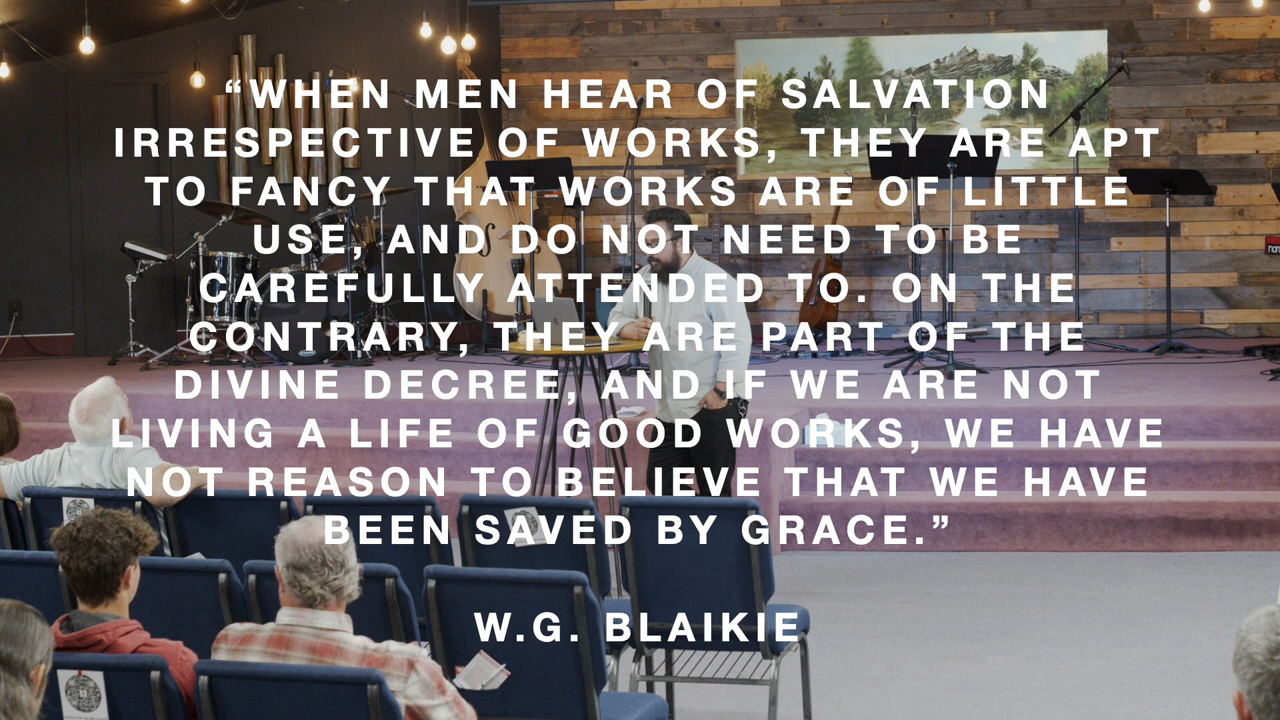 “WHEN MEN HEAR OF SALVATION
IRRESPECTIVE OF WORKS, THEY ARE APT
TO FANCY THAT WORKS ARE OF LITTLE
USE, AND DO NOT NEED TO BE
CAREFULLY ATTENDED TO. ON THE
CONTRARY, THEY ARE PART OF THE
DIVINE DECREE, AND IF WE ARE NOT
LIVING A LIFE OF GOOD WORKS, WE HAVE
NOT REASON TO BELIEVE THAT WE HAVE
BEEN SAVED BY GRACE.”
W.G. BLAIKIE